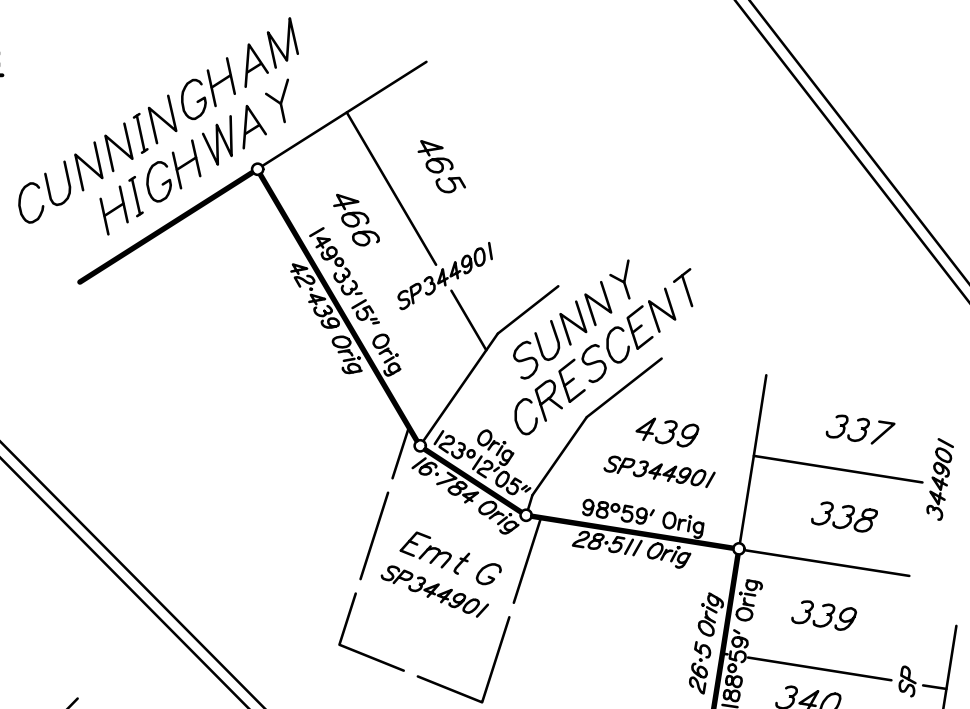 CUNNINGHAM
HIGHWAY
465
466
149°33'15" Orig
42·439 Orig
SP344901
SUNNY
CRESCENT
Orig
123°12'05"
16·784 Orig
439
SP344901
98°59' Orig
28·511 Orig
337
338
344901
Emt G
SP344901
339
26·5 Orig
188°59' Orig
SP
340